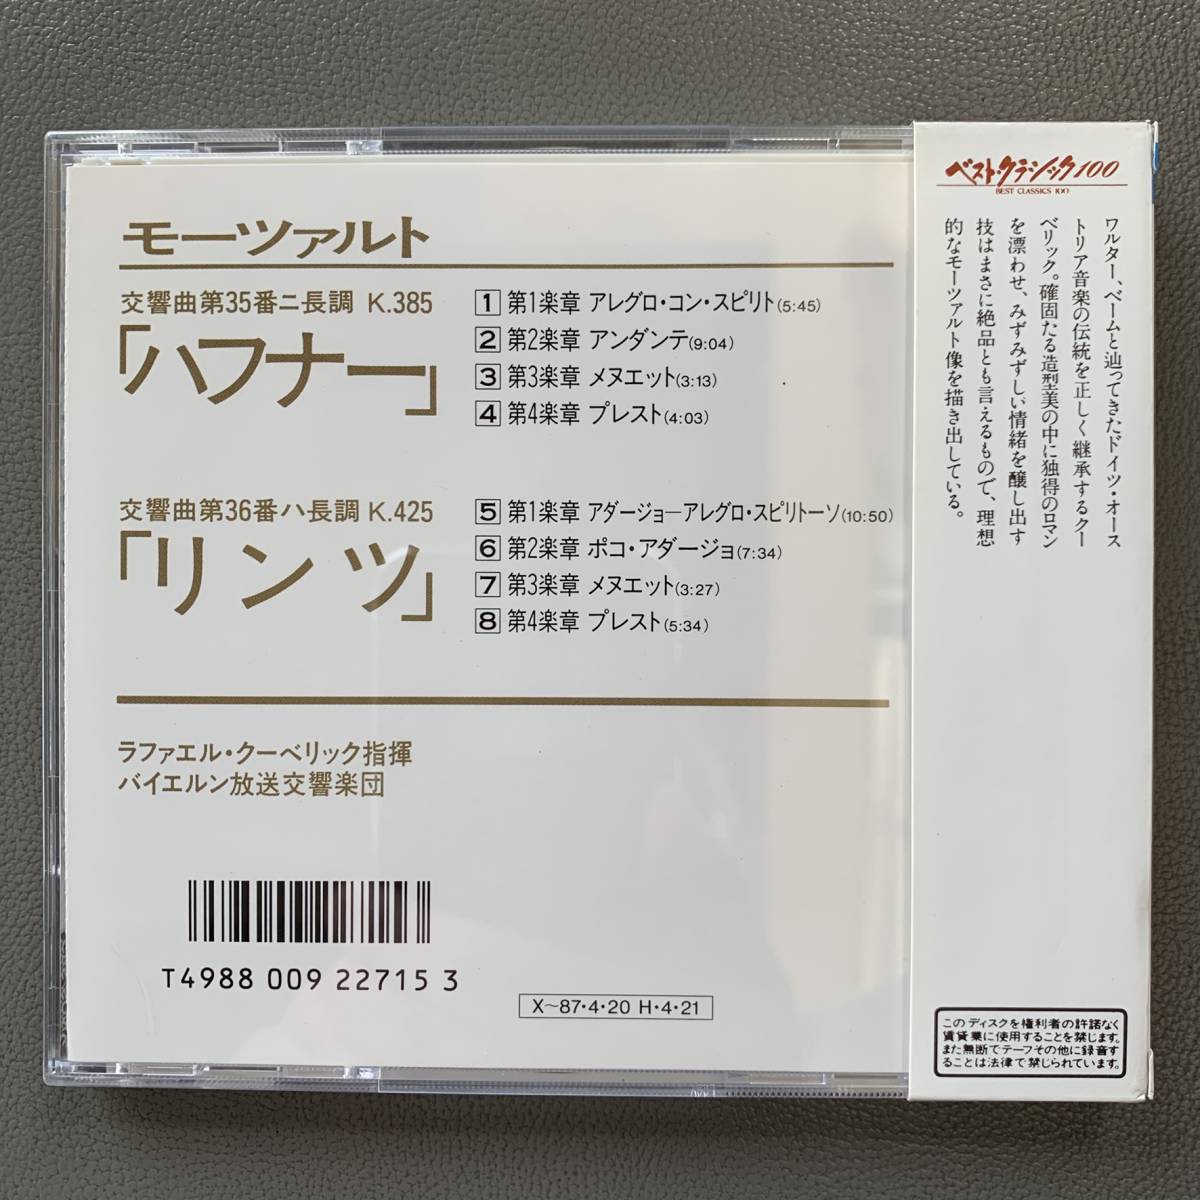 モーツァルト
交響曲第35番ニ長調 K.385
「ハフナー」
1 第1楽章 アレグロ・コン・スピリト(5:45)
2 第2楽章 アンダンテ(9:04)
3 第3楽章 メヌエット(3:13)
4 第4楽章 プレスト(4:03)
交響曲第36番ハ長調 K.425
「リンツ」
5 第1楽章 アダージョ―アレグロ・スピリトーソ(10:50)
6 第2楽章 ポコ・アダージョ(7:34)
7 第3楽章 メヌエット(3:27)
8 第4楽章 プレスト(5:34)
ラファエル・クーベリック指揮
バイエルン放送交響楽団
T4988 009 22715 3
X〜87・4・20 H・4・21
ベスト・クラシック100
BEST CLASSICS 100
ワルター、ベームと辿ってきたドイツ・オース
トリア音楽の伝統を正しく継承するクー
ベリック。確固たる造型美の中に独得のロマン
を漂わせ、みずみずしい情緒を醸し出す
技はまさに絶品とも言えるもので、理想
的なモーツァルト像を描き出している。
このディスクを権利者の許諾なく
賃貸業に使用することを禁じます。
また無断でテープその他に録音す
ることは法律で禁じられています。